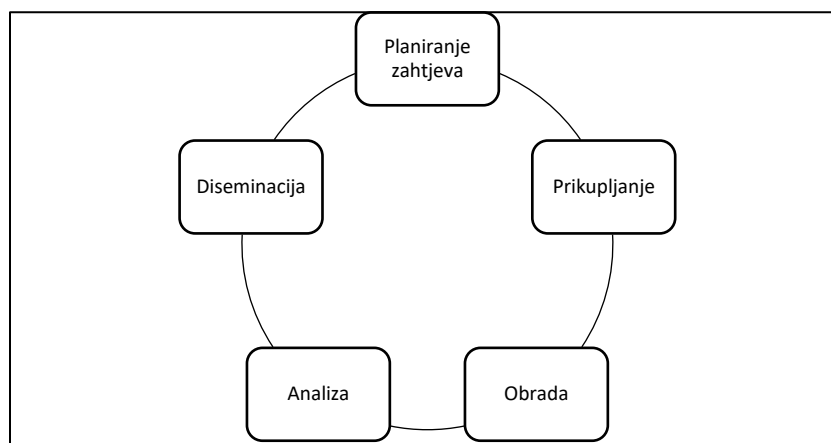 Planiranje
zahtjeva
Diseminacija
Prikupljanje
Analiza
Obrada